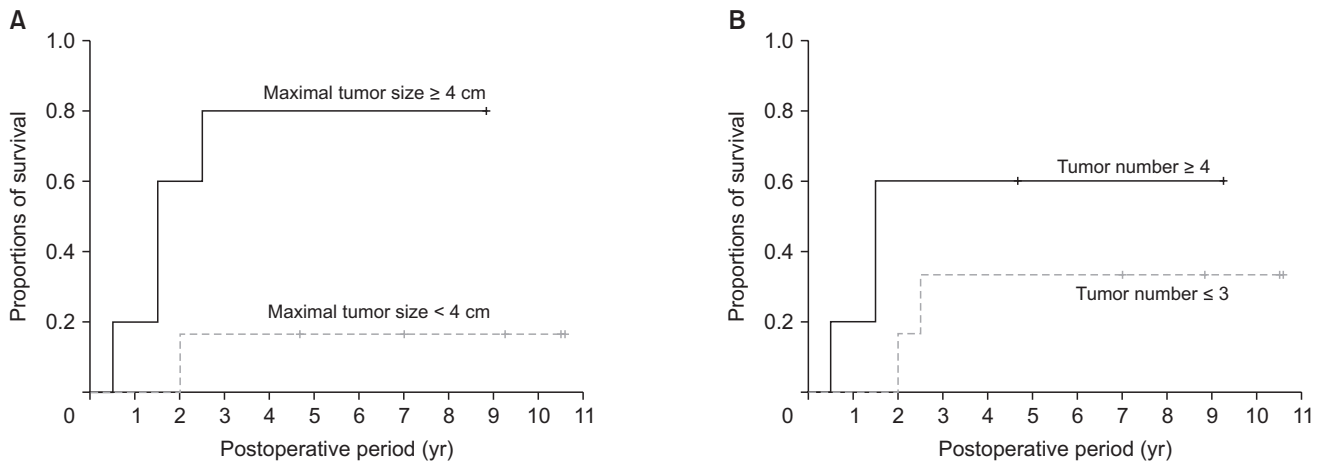 A
Proportions of survival
1.0
0.8
0.6
0.4
0.2
0
1 2 3 4 5 6 7 8 9 10 11
Maximal tumor size ≥ 4 cm
Maximal tumor size < 4 cm
Postoperative period (yr)
B
Proportions of survival
1.0
0.8
0.6
0.4
0.2
0
1 2 3 4 5 6 7 8 9 10 11
Tumor number ≥ 4
Tumor number ≤ 3
Postoperative period (yr)